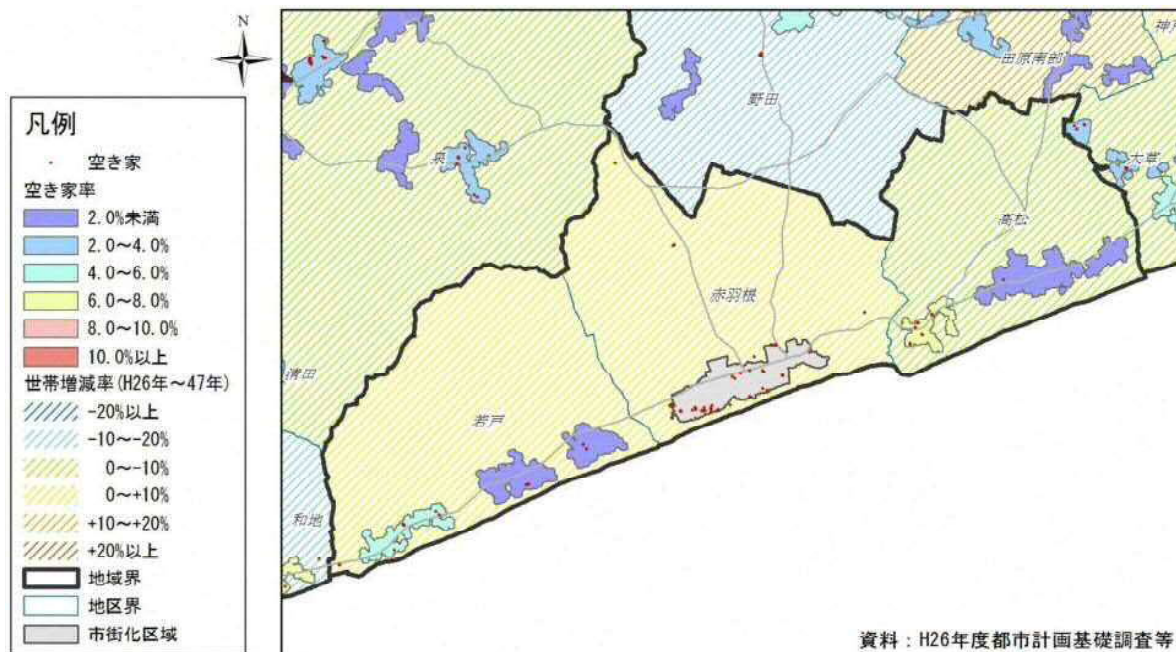 N
凡例
空き家
空き家率
2.0%未満
2.0～4.0%
4.0～6.0%
6.0～8.0%
8.0～10.0%
10.0%以上
世帯増減率(H26年～47年)
-20%以上
-10～-20%
0～-10%
0～+10%
+10～+20%
+20%以上
地域界
地区界
市街化区域
田原南部
野田
泉
大草
高松
赤羽根
清田
若戸
和地
資料：H26年度都市計画基礎調査等